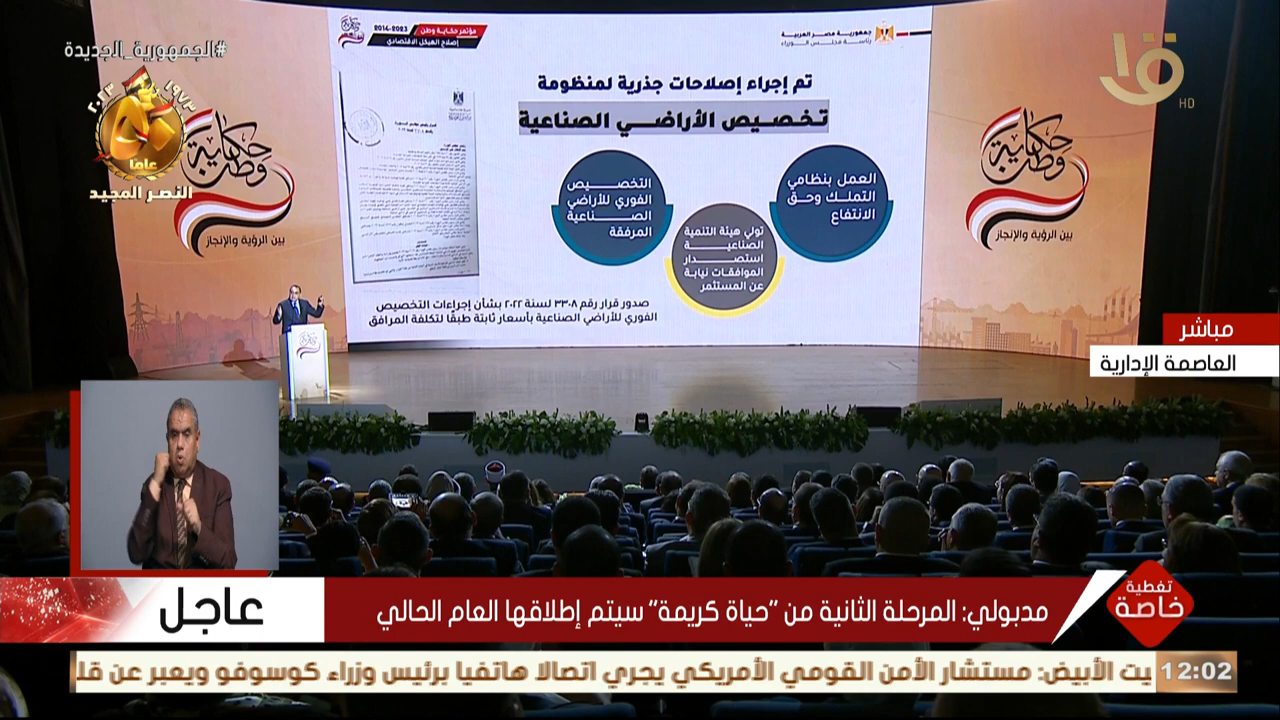 #الجمهورية_الجديدة
١٩٧٣
٢٠٢٣
عاما
النصر المجيد
HD
مؤتمر حكاية وطن 2014-2023
إصلاح الهيكل الاقتصادي
جمهورية مصر العربية
رئاسة مجلس الوزراء
تم إجراء إصلاحات جذرية لمنظومة
تخصيص الأراضي الصناعية
العمل بنظامي
التملك وحق
الانتفاع
تولي هيئة التنمية
الصناعية
استصدار
الموافقات نيابة
عن المستثمر
التخصيص
الفوري للأراضي
الصناعية
المرفقة
صدور قرار رقم ٣٣٠٨ لسنة ٢٠٢٢ بشأن إجراءات التخصيص
الفوري للأراضي الصناعية بأسعار ثابتة طبقًا لتكلفة المرافق
حكاية
وطن
بين الرؤية والإنجاز
حكاية
وطن
بين الرؤية والإنجاز
مباشر
العاصمة الإدارية
تغطية
خاصة
مدبولي: المرحلة الثانية من "حياة كريمة" سيتم إطلاقها العام الحالي
عاجل
12:02
يت الأبيض: مستشار الأمن القومي الأمريكي يجري اتصالا هاتفيا برئيس وزراء كوسوفو ويعبر عن قل